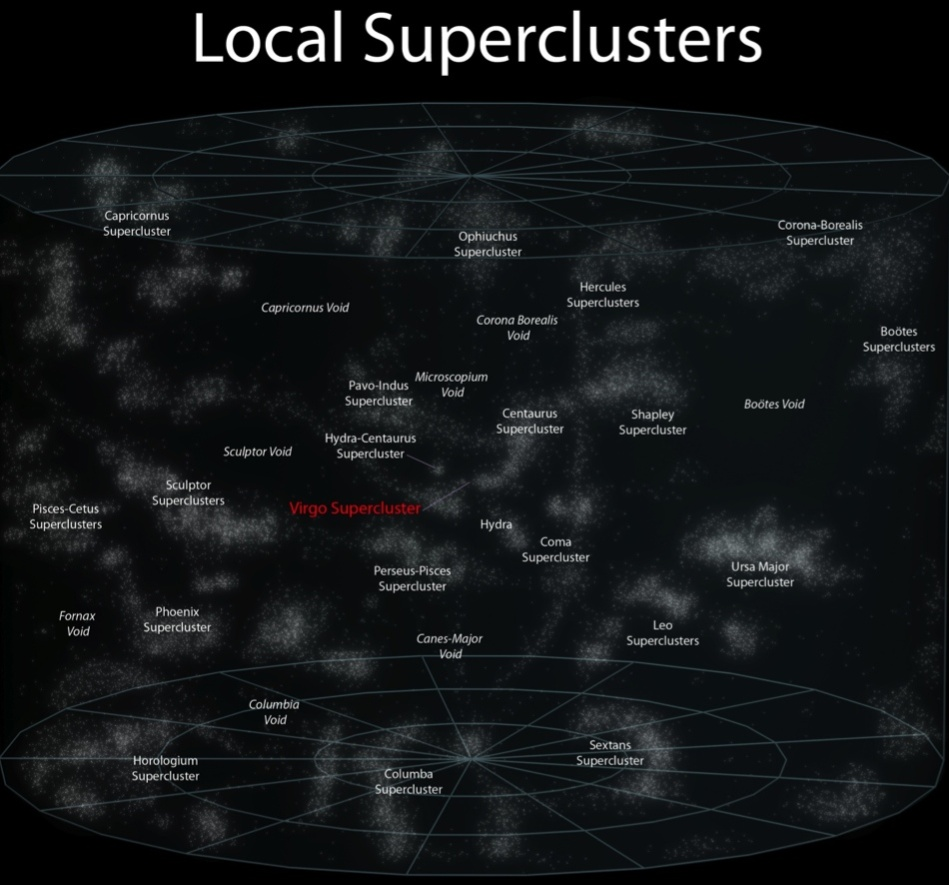 Local Superclusters
Capricornus
Supercluster
Ophiuchus
Supercluster
Corona-Borealis
Supercluster
Capricornus Void
Hercules
Superclusters
Corona Borealis
Void
Boötes
Superclusters
Pavo-Indus
Supercluster
Microscopium
Void
Centaurus
Supercluster
Shapley
Supercluster
Boötes Void
Sculptor Void
Hydra-Centaurus
Supercluster
Sculptor
Superclusters
Pisces-Cetus
Superclusters
Virgo Supercluster
Hydra
Coma
Supercluster
Perseus-Pisces
Supercluster
Ursa Major
Supercluster
Fornax
Void
Phoenix
Supercluster
Leo
Superclusters
Canes-Major
Void
Columbia
Void
Horologium
Supercluster
Columba
Supercluster
Sextans
Supercluster